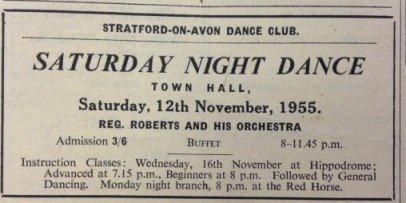 STRATFORD-ON-AVON DANCE CLUB.
SATURDAY NIGHT DANCE
TOWN HALL,
Saturday, 12th November, 1955.
REG. ROBERTS AND HIS ORCHESTRA
Admission 3/6 BUFFET 8–11.45 p.m.
Instruction Classes: Wednesday, 16th November at Hippodrome;
Advanced at 7.15 p.m., Beginners at 8 p.m. Followed by General
Dancing. Monday night branch, 8 p.m. at the Red Horse.